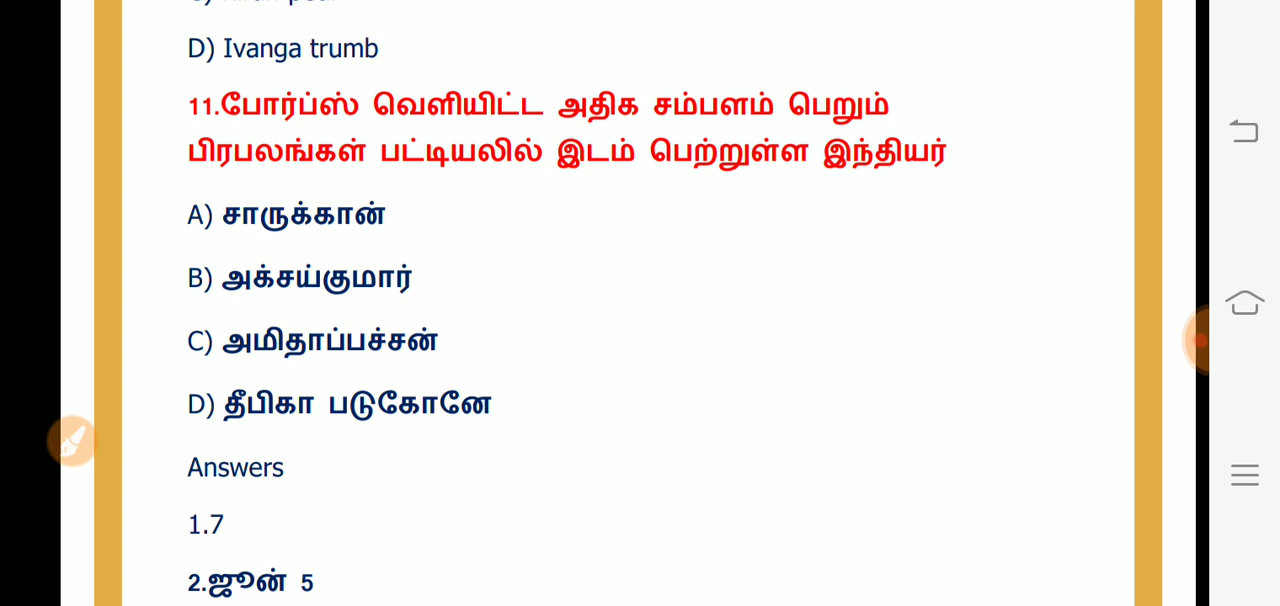 D) Ivanga trumb
11.போர்ப்ஸ் வெளியிட்ட அதிக சம்பளம் பெறும்
பிரபலங்கள் பட்டியலில் இடம் பெற்றுள்ள இந்தியர்
A) சாருக்கான்
B) அக்சய்குமார்
C) அமிதாப்பச்சன்
D) தீபிகா படுகோனே
Answers
1.7
2.ஜூன் 5